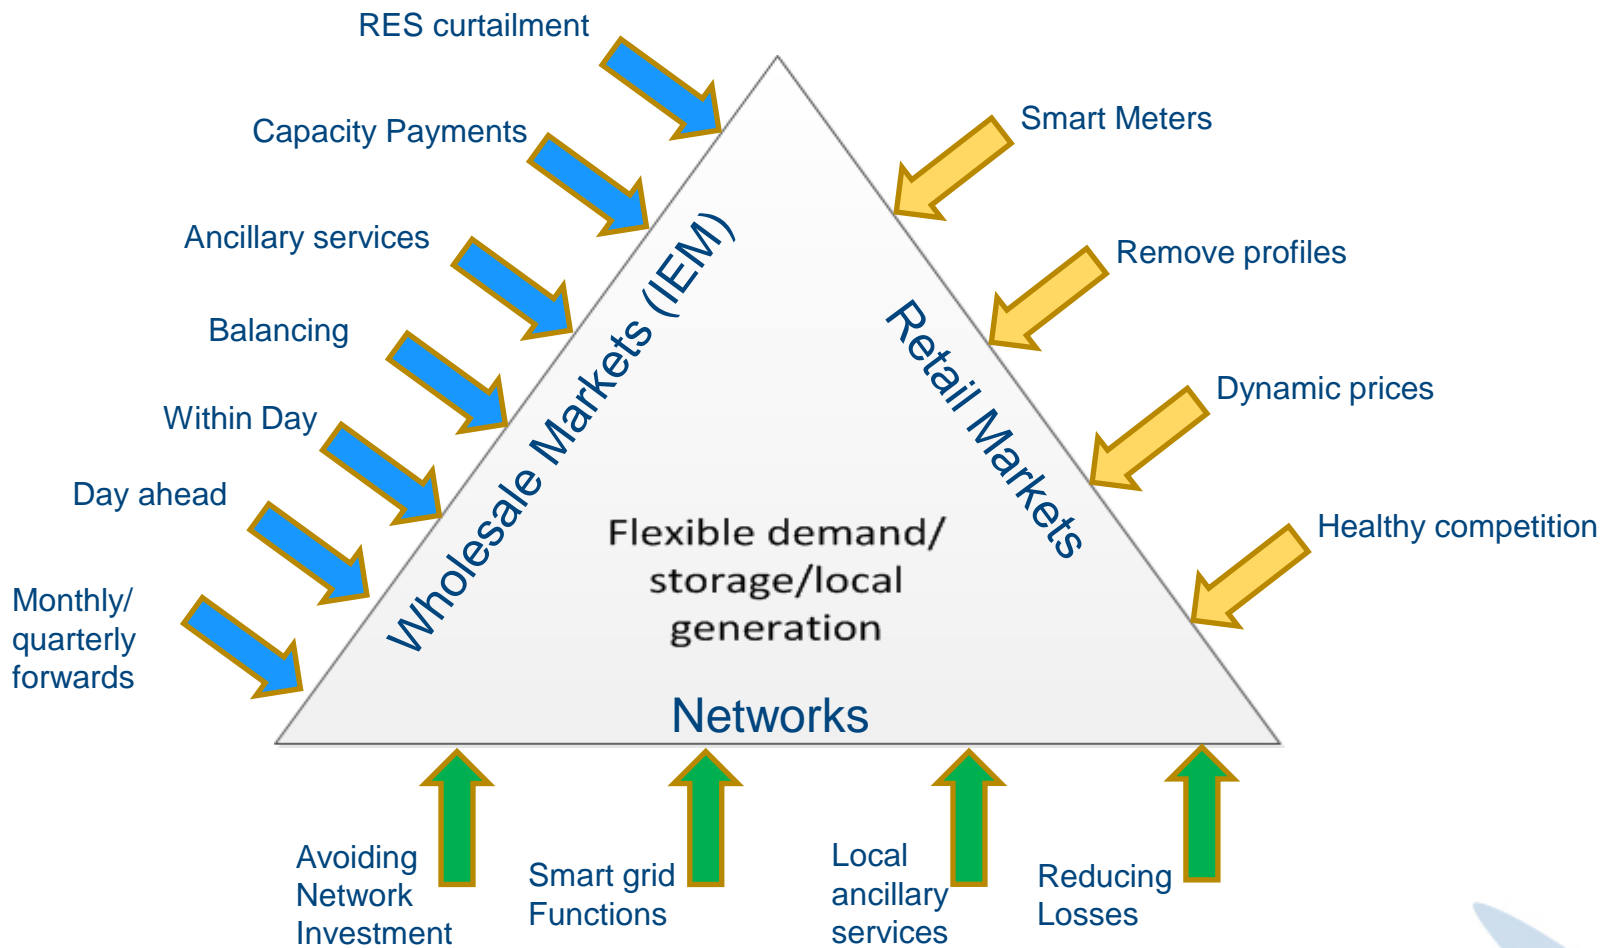 RES curtailment
Capacity Payments
Smart Meters
Ancillary services
Remove profiles
Balancing
Wholesale Markets (IEM)
Retail Markets
Within Day
Dynamic prices
Day ahead
Healthy competition
Flexible demand/
storage/local
generation
Monthly/
quarterly
forwards
Networks
Avoiding
Network
Investment
Smart grid
Functions
Local
ancillary
services
Reducing
Losses